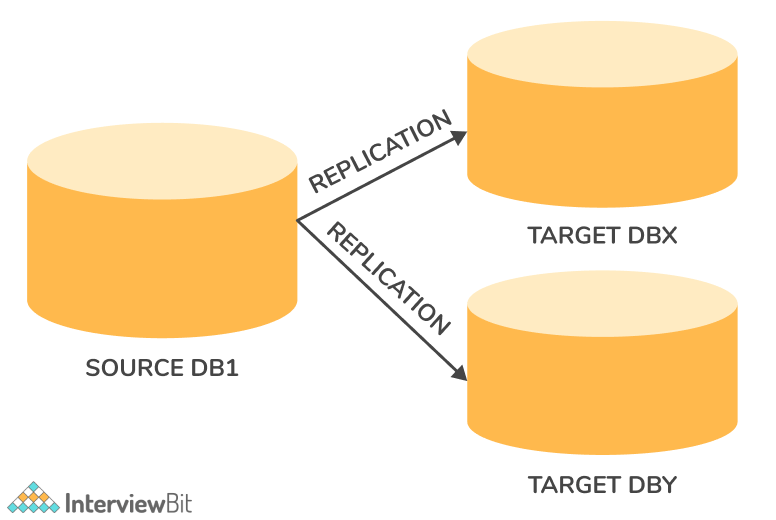 REPLICATION
TARGET DBX
REPLICATION
SOURCE DB1
TARGET DBY
InterviewBit